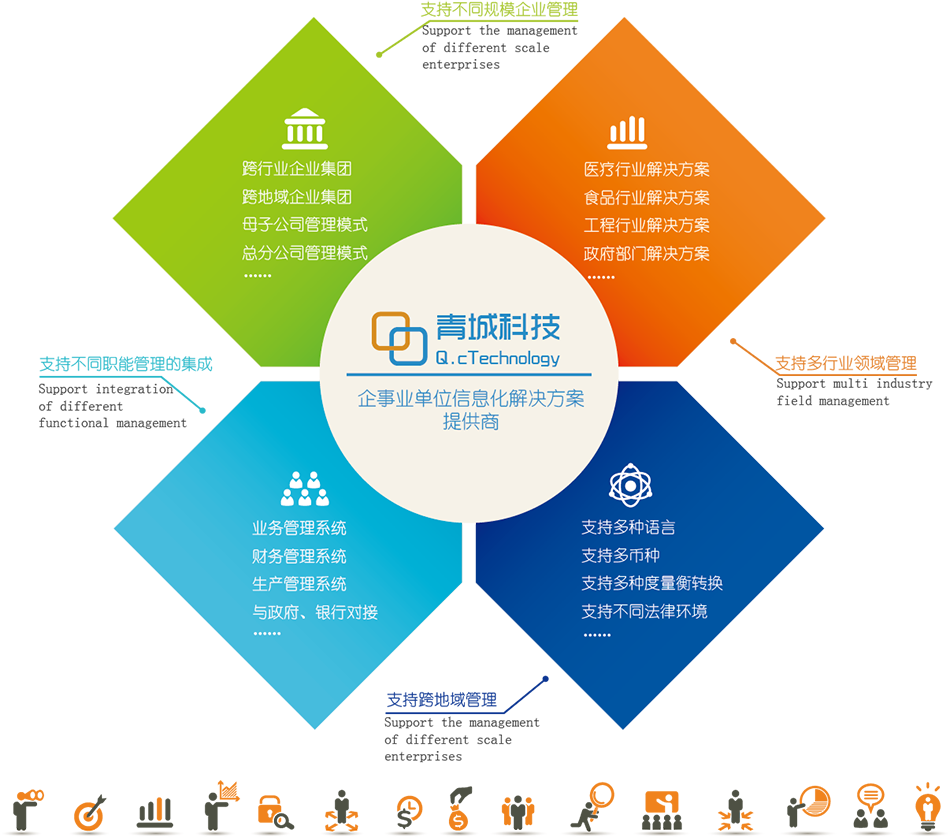 支持不同规模企业管理
Support the management
of different scale
enterprises
跨行业企业集团
跨地域企业集团
母子公司管理模式
总分公司管理模式
......
医疗行业解决方案
食品行业解决方案
工程行业解决方案
政府部门解决方案
......
青城科技
Q.cTechnology
企事业单位信息化解决方案
提供商
支持不同职能管理的集成
Support integration
of different
functional management
支持多行业领域管理
Support multi industry
field management
业务管理系统
财务管理系统
生产管理系统
与政府、银行对接
......
支持多种语言
支持多币种
支持多种度量衡转换
支持不同法律环境
......
支持跨地域管理
Support the management
of different scale
enterprises